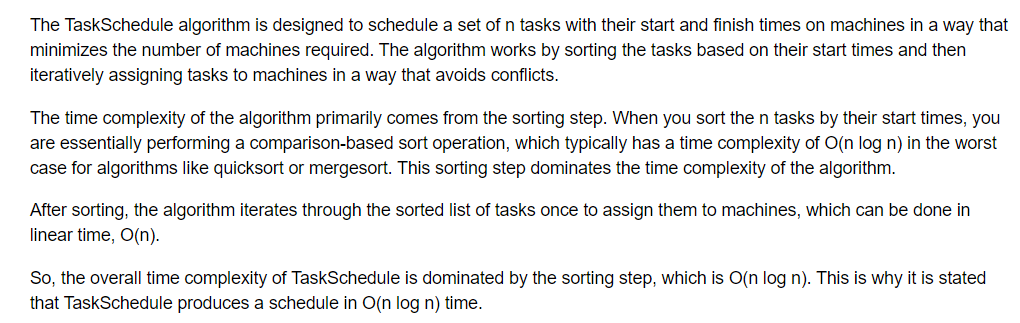 The TaskSchedule algorithm is designed to schedule a set of n tasks with their start and finish times on machines in a way that
minimizes the number of machines required. The algorithm works by sorting the tasks based on their start times and then
iteratively assigning tasks to machines in a way that avoids conflicts.
The time complexity of the algorithm primarily comes from the sorting step. When you sort the n tasks by their start times, you
are essentially performing a comparison-based sort operation, which typically has a time complexity of O(n log n) in the worst
case for algorithms like quicksort or mergesort. This sorting step dominates the time complexity of the algorithm.
After sorting, the algorithm iterates through the sorted list of tasks once to assign them to machines, which can be done in
linear time, O(n).
So, the overall time complexity of TaskSchedule is dominated by the sorting step, which is O(n log n). This is why it is stated
that TaskSchedule produces a schedule in O(n log n) time.